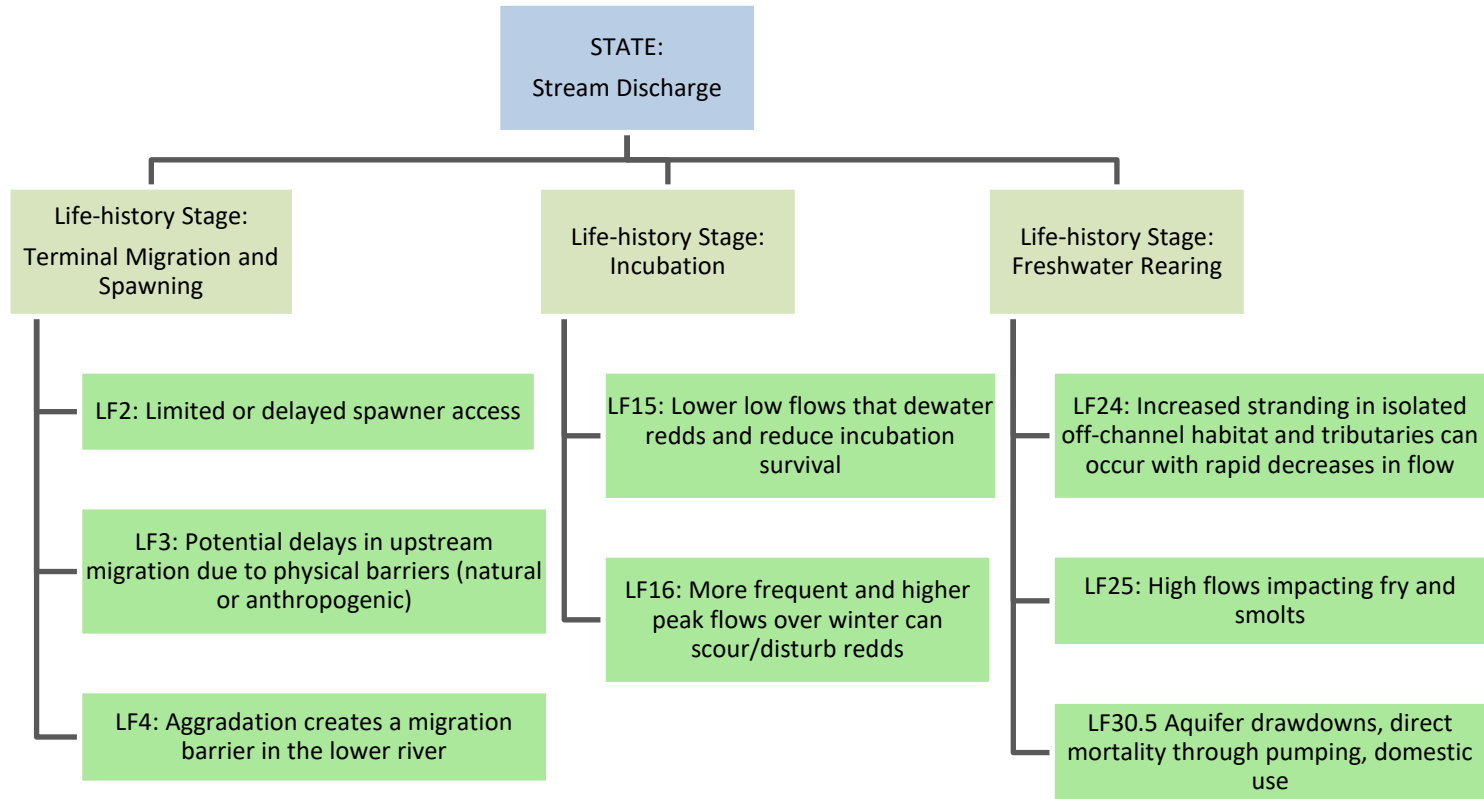 STATE:
Stream Discharge
Life-history Stage:
Terminal Migration and
Spawning
LF2: Limited or delayed spawner access
LF3: Potential delays in upstream
migration due to physical barriers (natural
or anthropogenic)
LF4: Aggradation creates a migration
barrier in the lower river
Life-history Stage:
Incubation
LF15: Lower low flows that dewater
redds and reduce incubation
survival
LF16: More frequent and higher
peak flows over winter can
scour/disturb redds
Life-history Stage:
Freshwater Rearing
LF24: Increased stranding in isolated
off-channel habitat and tributaries can
occur with rapid decreases in flow
LF25: High flows impacting fry and
smolts
LF30.5 Aquifer drawdowns, direct
mortality through pumping, domestic
use